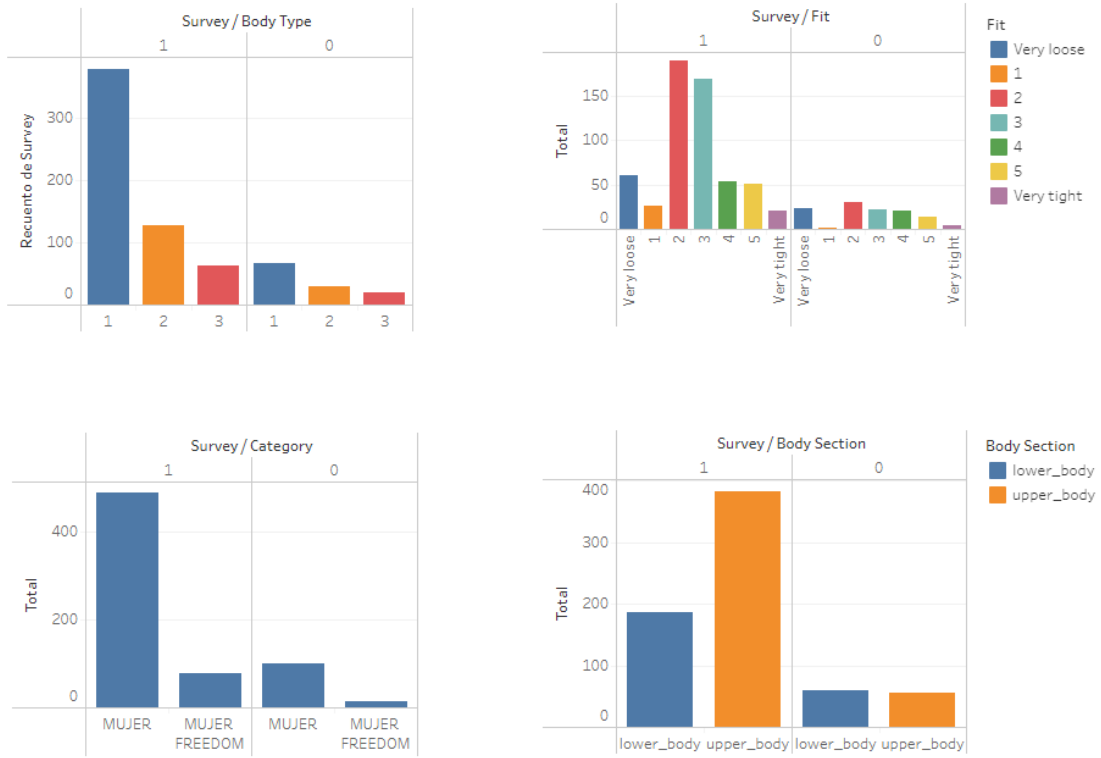 Survey / Body Type
1 0
Recuento de Survey
300
200
100
0
1 2 3 1 2 3
Survey / Fit
1 0
Total
150
100
50
0
Very loose 1 2 3 4 5 Very tight Very loose 1 2 3 4 5 Very tight
Fit
Very loose
1
2
3
4
5
Very tight
Survey / Category
1 0
Total
400
200
0
MUJER MUJER MUJER MUJER
FREEDOM FREEDOM
Survey / Body Section
1 0
Total
400
300
200
100
0
lower_body upper_body lower_body upper_body
Body Section
lower_body
upper_body